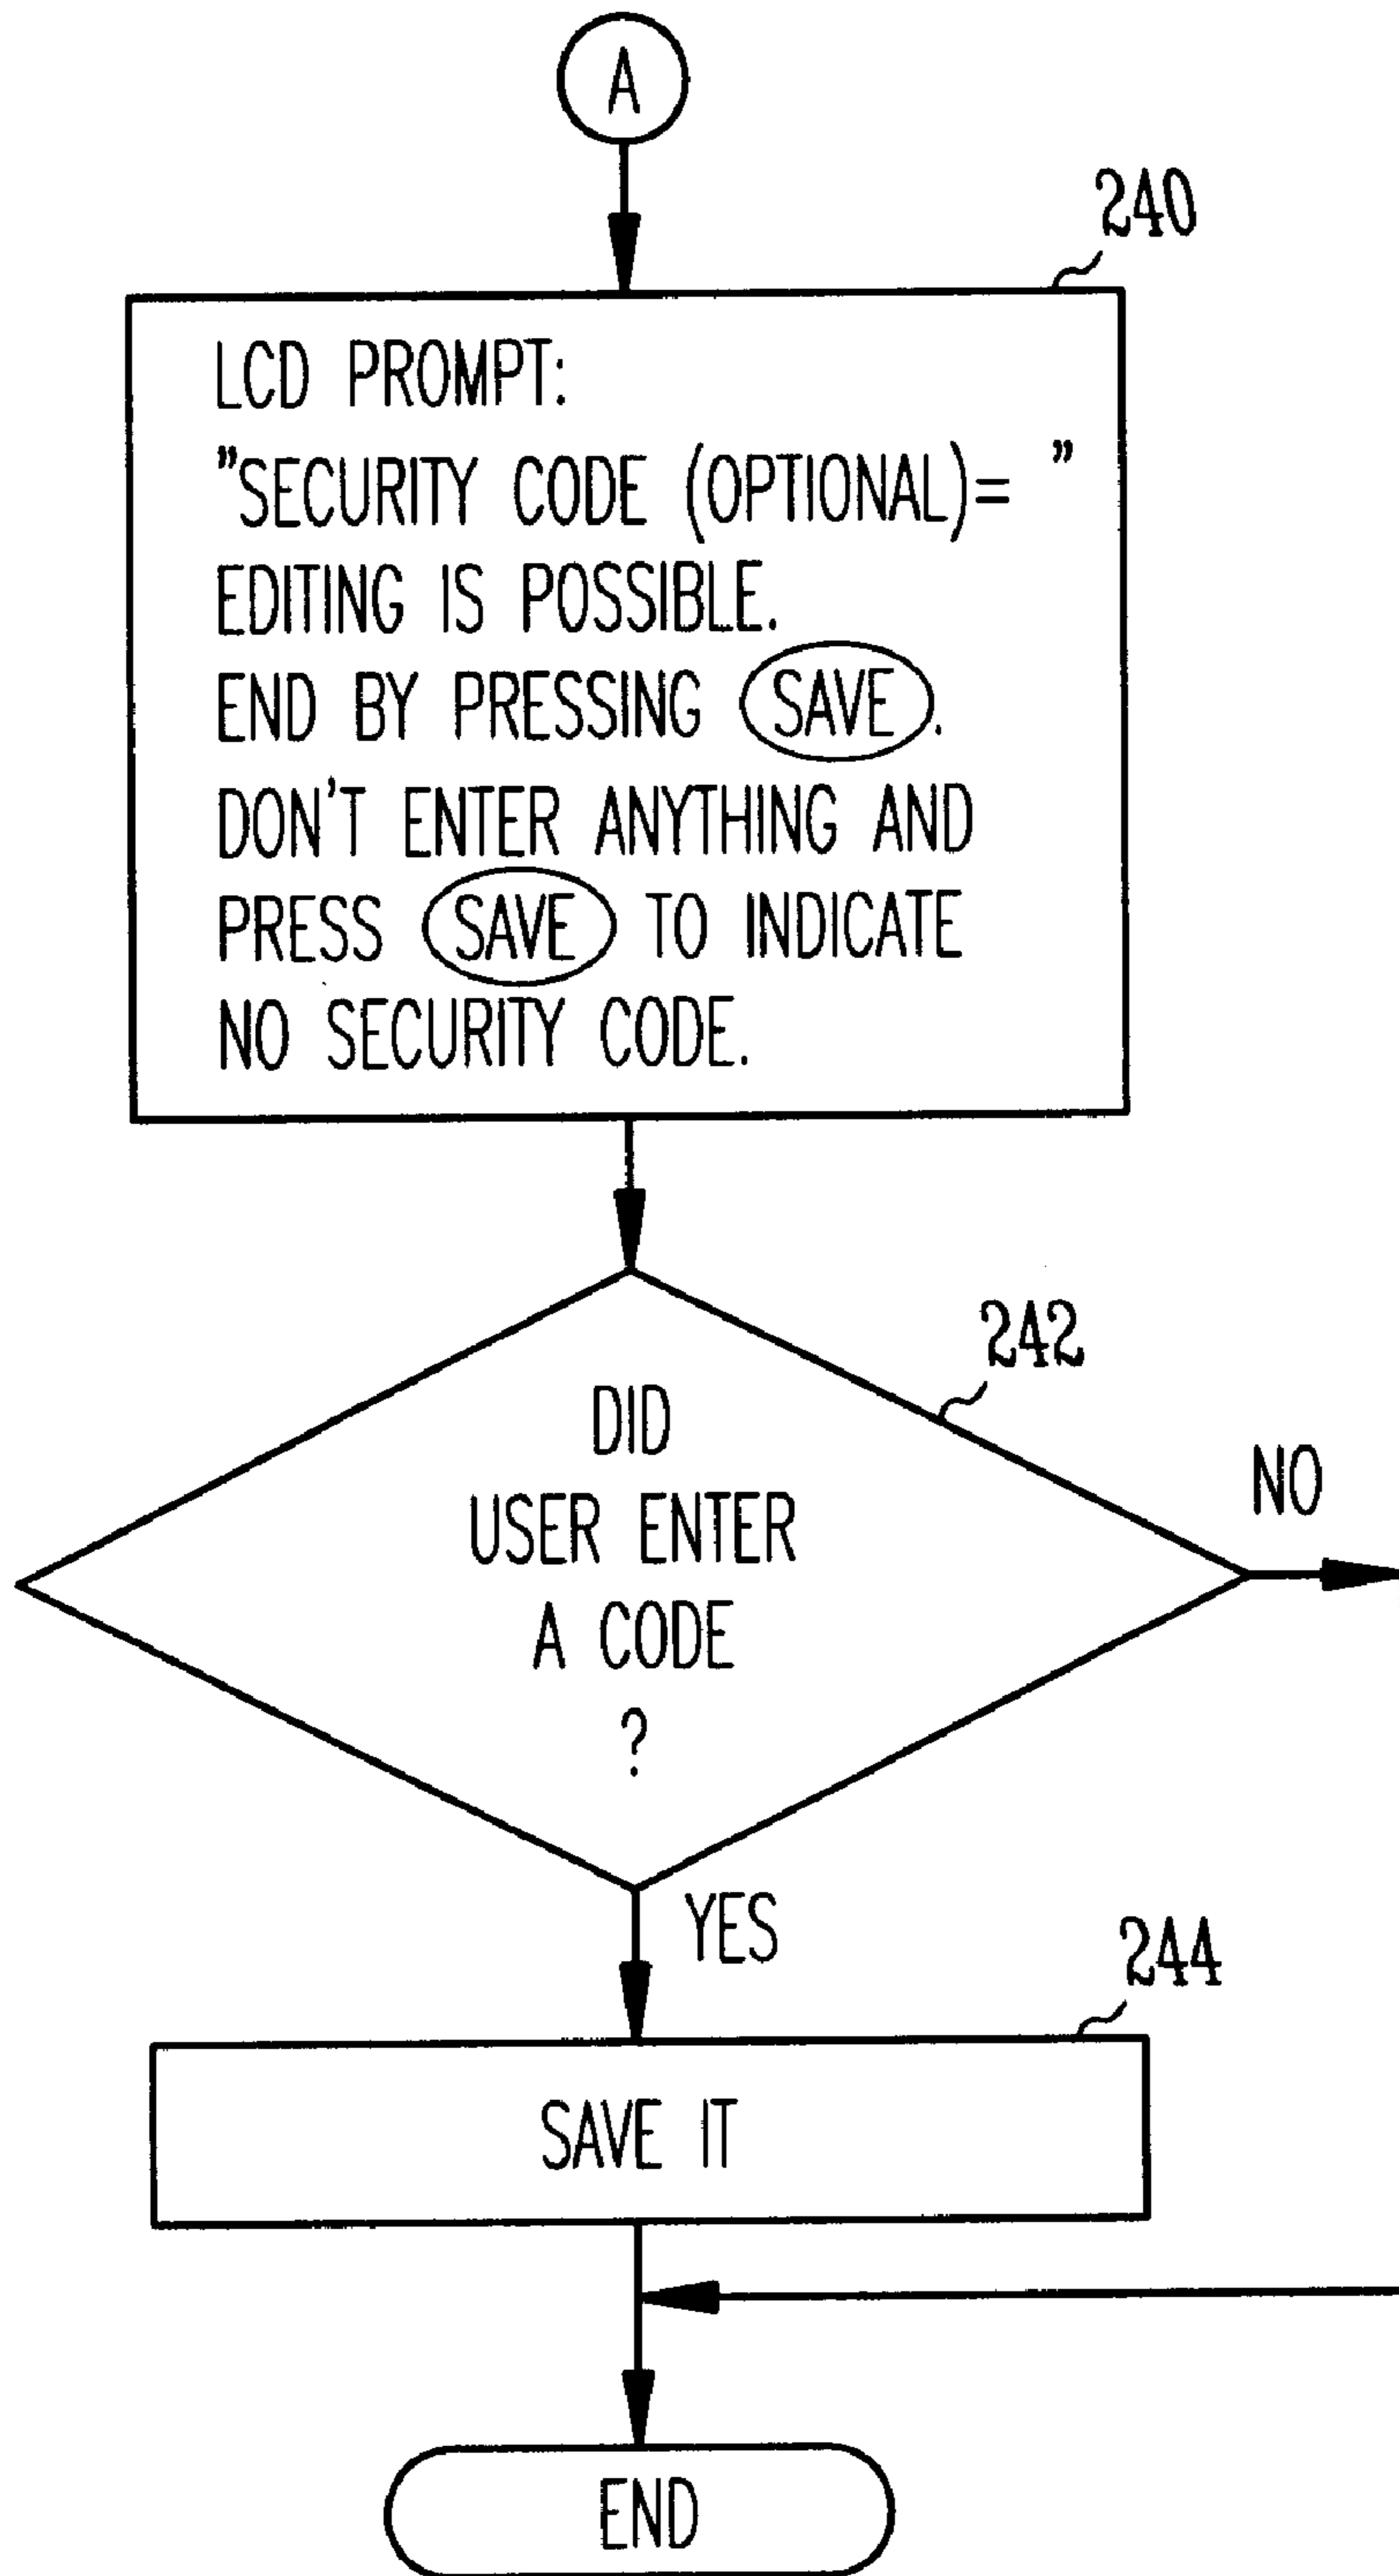 A
240
LCD PROMPT:
"SECURITY CODE (OPTIONAL)= "
EDITING IS POSSIBLE.
END BY PRESSING SAVE.
DON'T ENTER ANYTHING AND
PRESS SAVE TO INDICATE
NO SECURITY CODE.
242
DID
USER ENTER
A CODE
?
NO
YES
244
SAVE IT
END